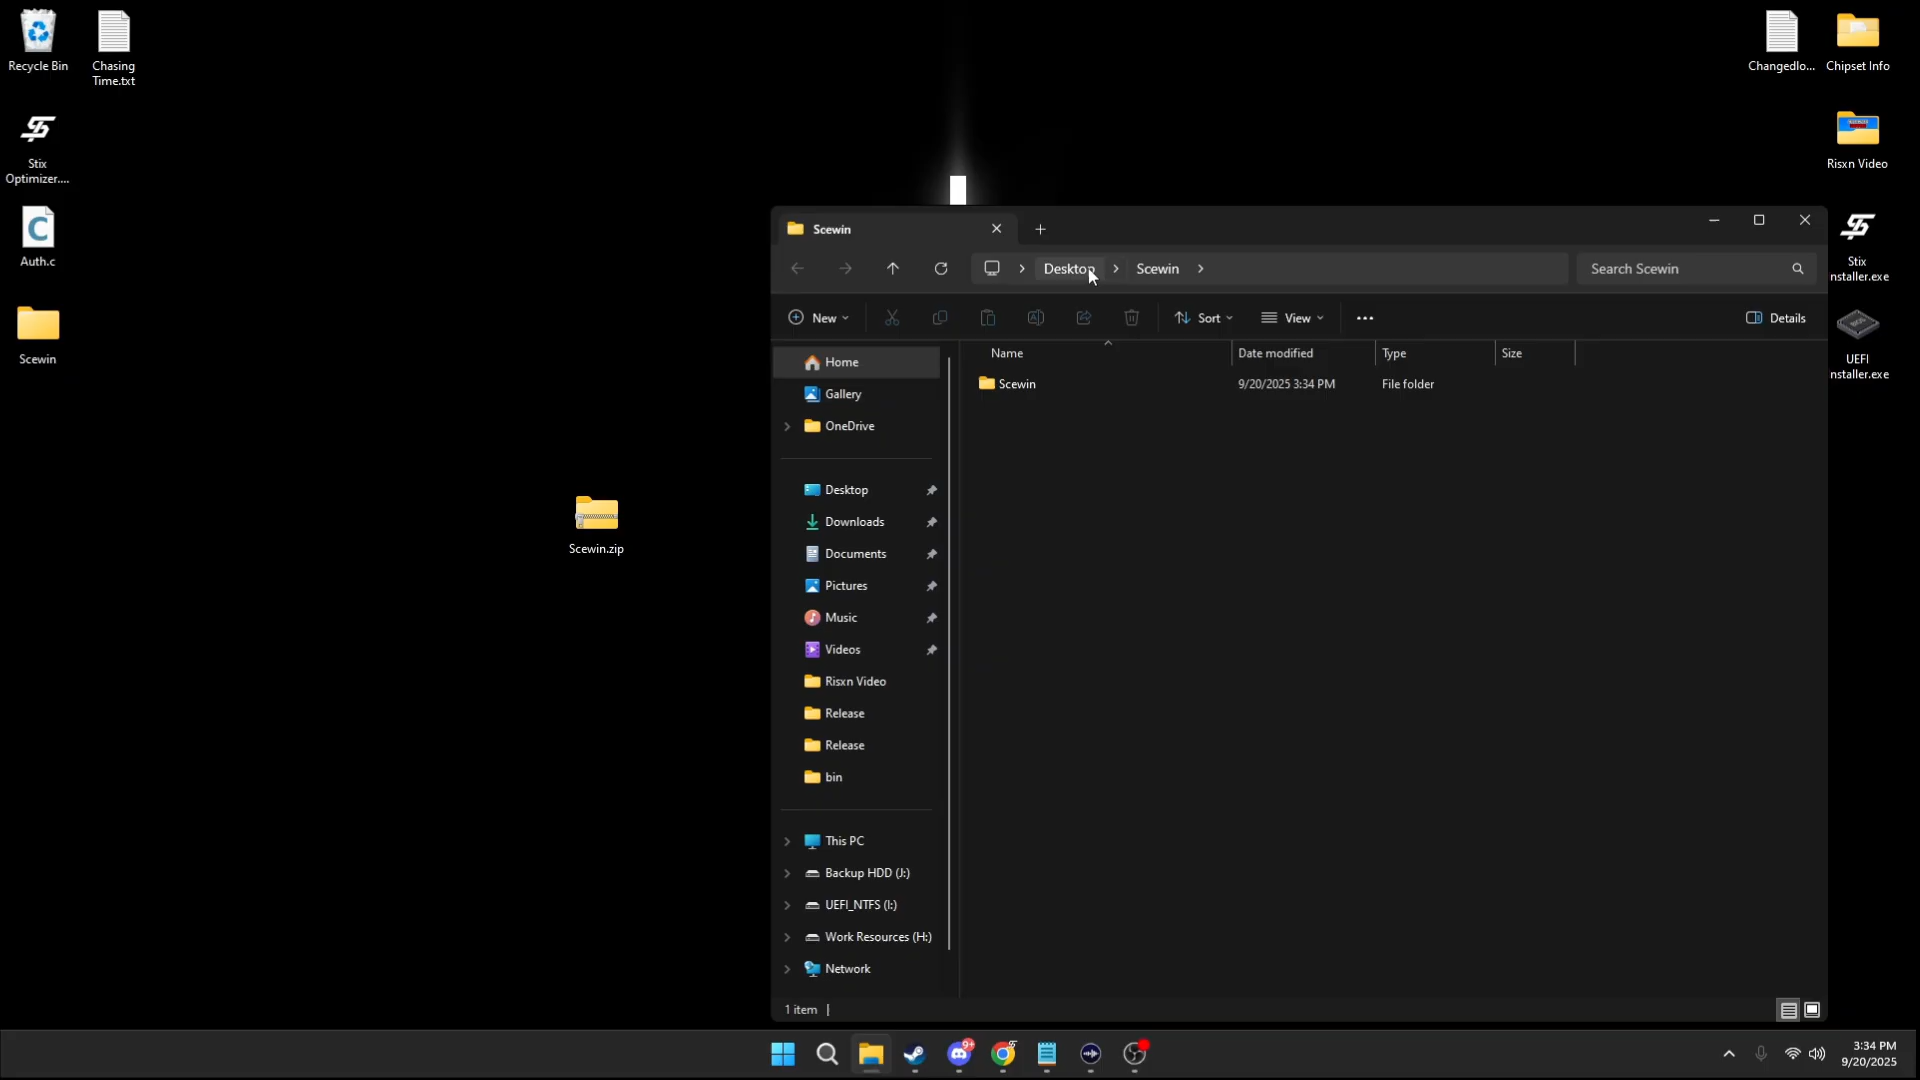 Recycle Bin
Chasing
Time.txt
Stix
Optimizer....
Auth.c
Scewin
Scewin.zip
Changedlo...
Chipset Info
Risxn Video
Stix
nstaller.exe
UEFI
nstaller.exe
Scewin
Desktop
Scewin
Search Scewin
New
Sort
View
Details
Home
Gallery
OneDrive
Desktop
Downloads
Documents
Pictures
Music
Videos
Risxn Video
Release
Release
bin
This PC
Backup HDD (J:)
UEFI_NTFS (I:)
Work Resources (H:)
Network
Name Date modified Type Size
Scewin 9/20/2025 3:34 PM File folder
1 item
9+
3:34 PM
9/20/2025